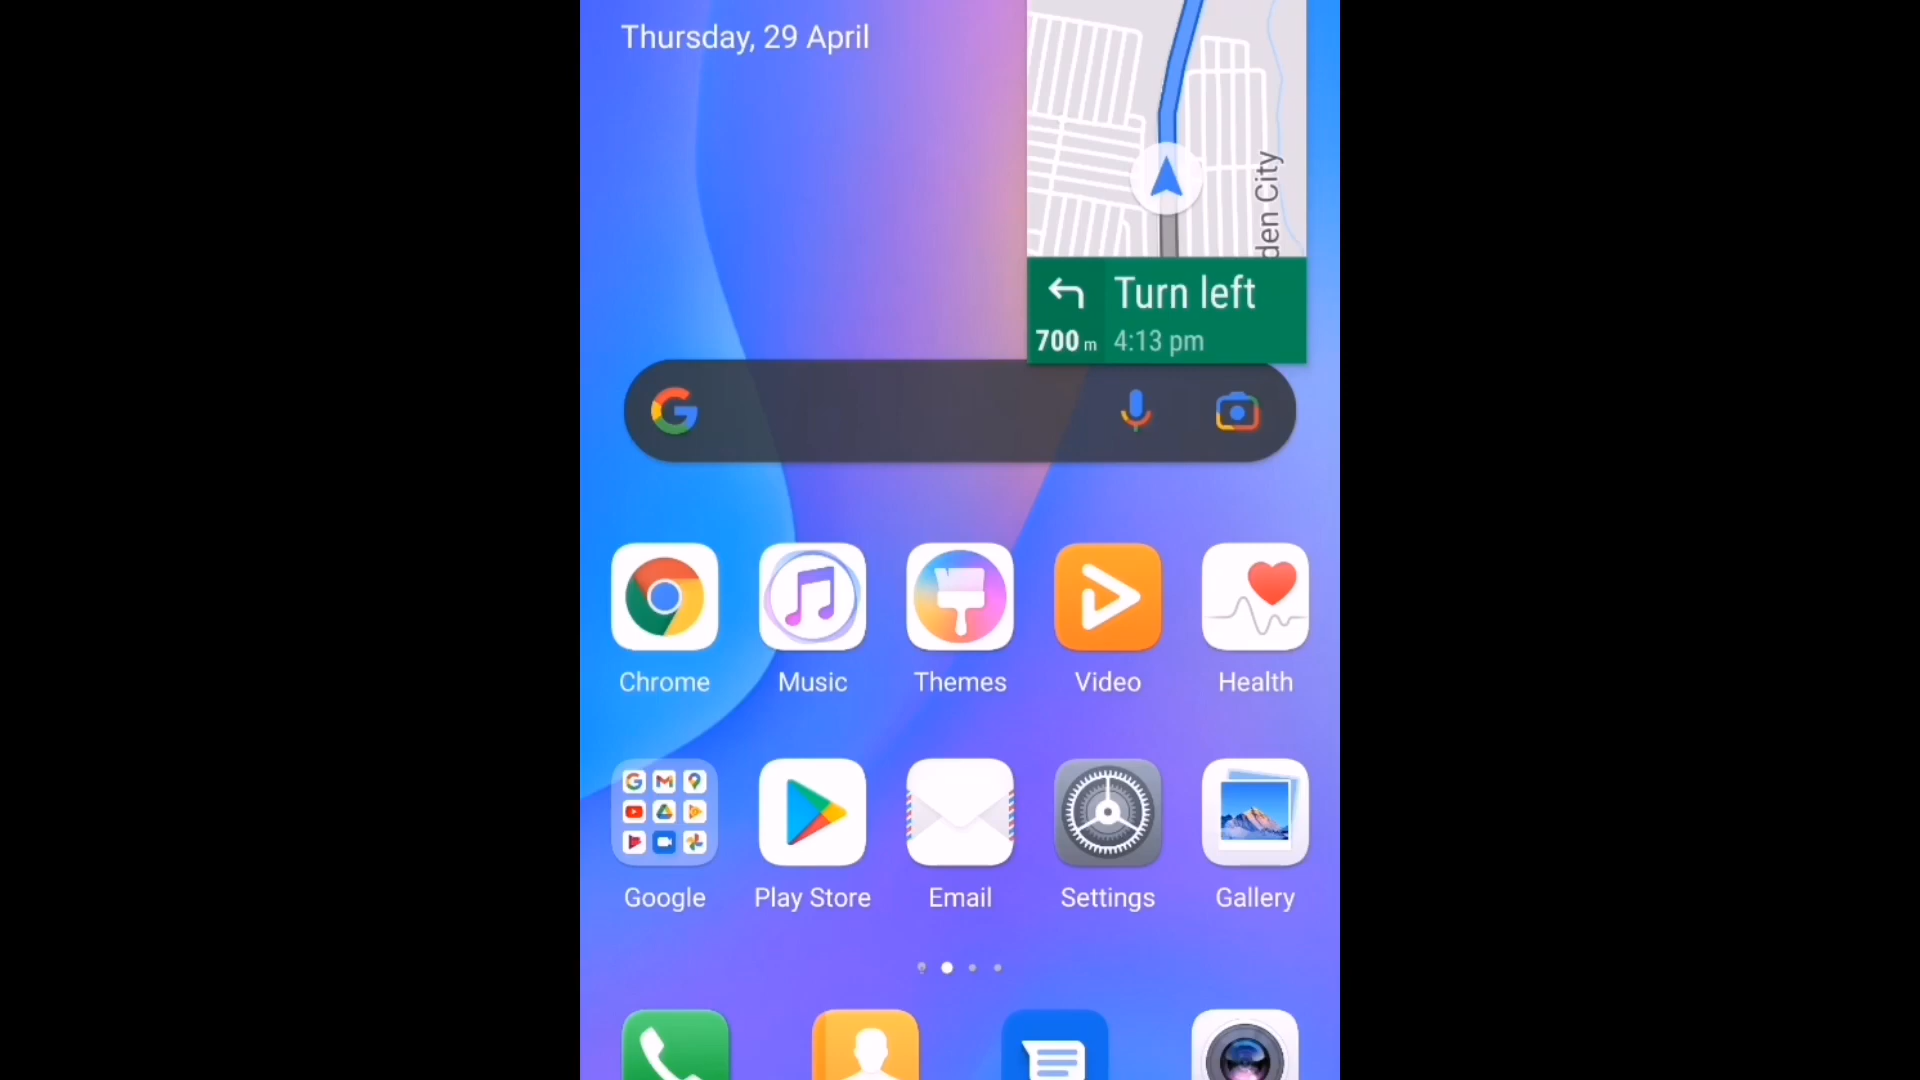 Thursday, 29 April
den City
Turn left
700 m 4:13 pm
Chrome Music Themes Video Health
Google Play Store Email Settings Gallery